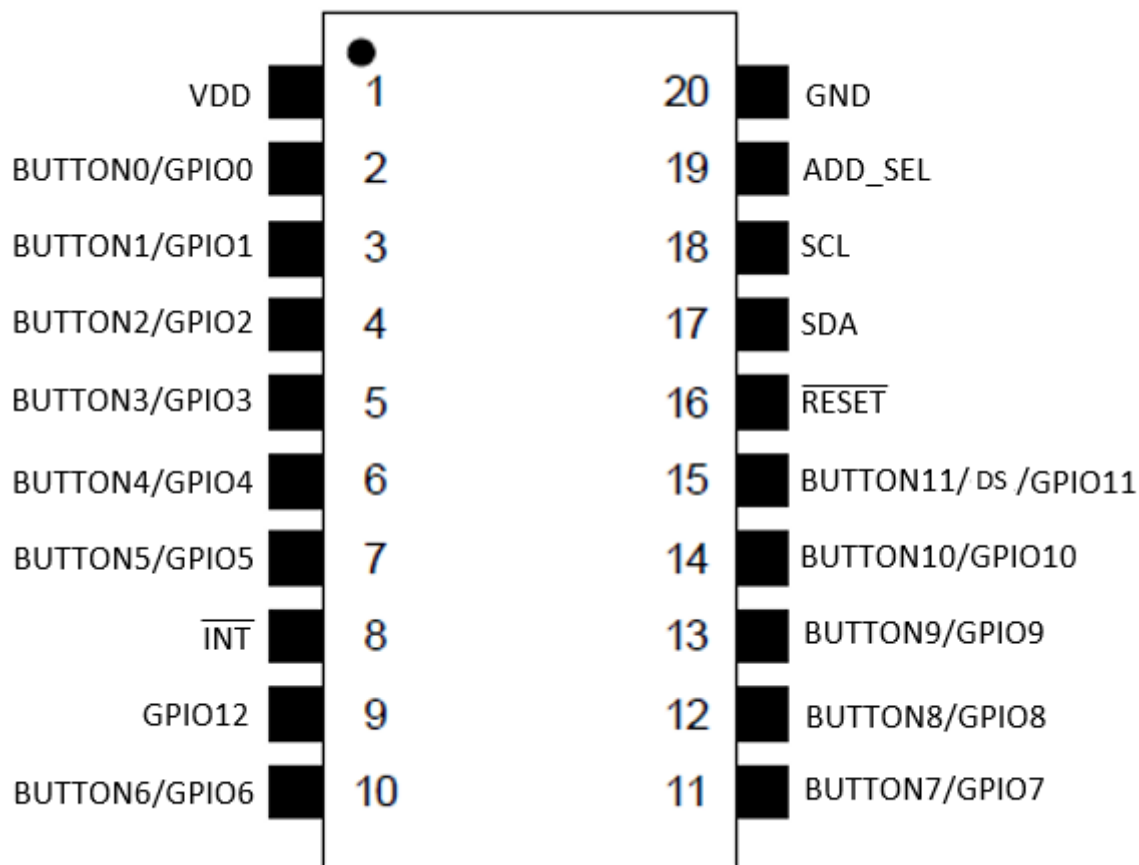 VDD 1 20 GND
BUTTON0/GPIO0 2 19 ADD_SEL
BUTTON1/GPIO1 3 18 SCL
BUTTON2/GPIO2 4 17 SDA
BUTTON3/GPIO3 5 16 R̅E̅S̅E̅T̅
BUTTON4/GPIO4 6 15 BUTTON11/ DS /GPIO11
BUTTON5/GPIO5 7 14 BUTTON10/GPIO10
I̅N̅T̅ 8 13 BUTTON9/GPIO9
GPIO12 9 12 BUTTON8/GPIO8
BUTTON6/GPIO6 10 11 BUTTON7/GPIO7